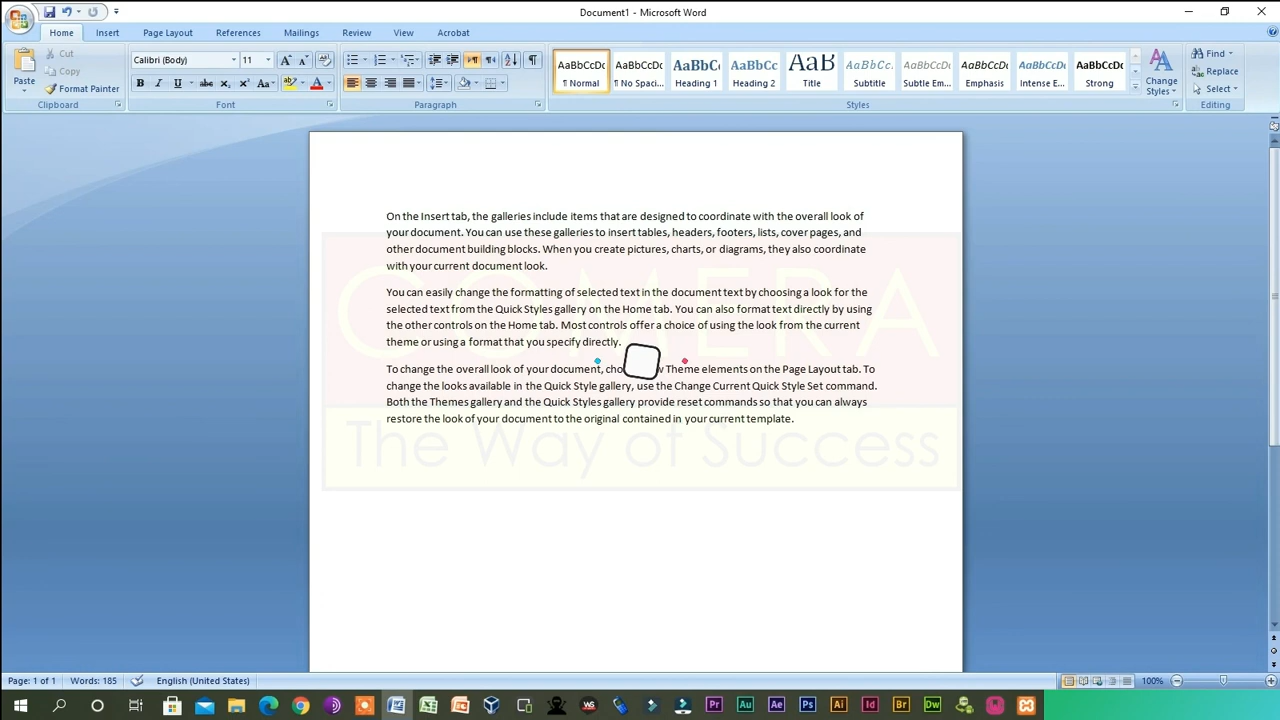 Document1 - Microsoft Word
Home Insert Page Layout References Mailings Review View Acrobat
Paste
Cut
Copy
Format Painter
Clipboard
Calibri (Body) 11
Font
Paragraph
AaBbCcDc AaBbCcDc AaBbC AaBbCc AaB AaBbCc. AaBbCcDc AaBbCcDc AaBbCcDc AaBbCcDc
¶ Normal ¶ No Spaci... Heading 1 Heading 2 Title Subtitle Subtle Em... Emphasis Intense E... Strong
Styles
Change
Styles
Find
Replace
Select
Editing
On the Insert tab, the galleries include items that are designed to coordinate with the overall look of
your document. You can use these galleries to insert tables, headers, footers, lists, cover pages, and
other document building blocks. When you create pictures, charts, or diagrams, they also coordinate
with your current document look.
You can easily change the formatting of selected text in the document text by choosing a look for the
selected text from the Quick Styles gallery on the Home tab. You can also format text directly by using
the other controls on the Home tab. Most controls offer a choice of using the look from the current
theme or using a format that you specify directly.
To change the overall look of your document, Theme elements on the Page Layout tab. To
change the looks available in the Quick Style gallery, use the Change Current Quick Style Set command.
Both the Themes gallery and the Quick Styles gallery provide reset commands so that you can always
restore the look of your document to the original contained in your current template.
COMERA
The Way of Success
Page: 1 of 1 Words: 185 English (United States) 100%
WS Pr Au Ae Ps Ai Id Br Dw